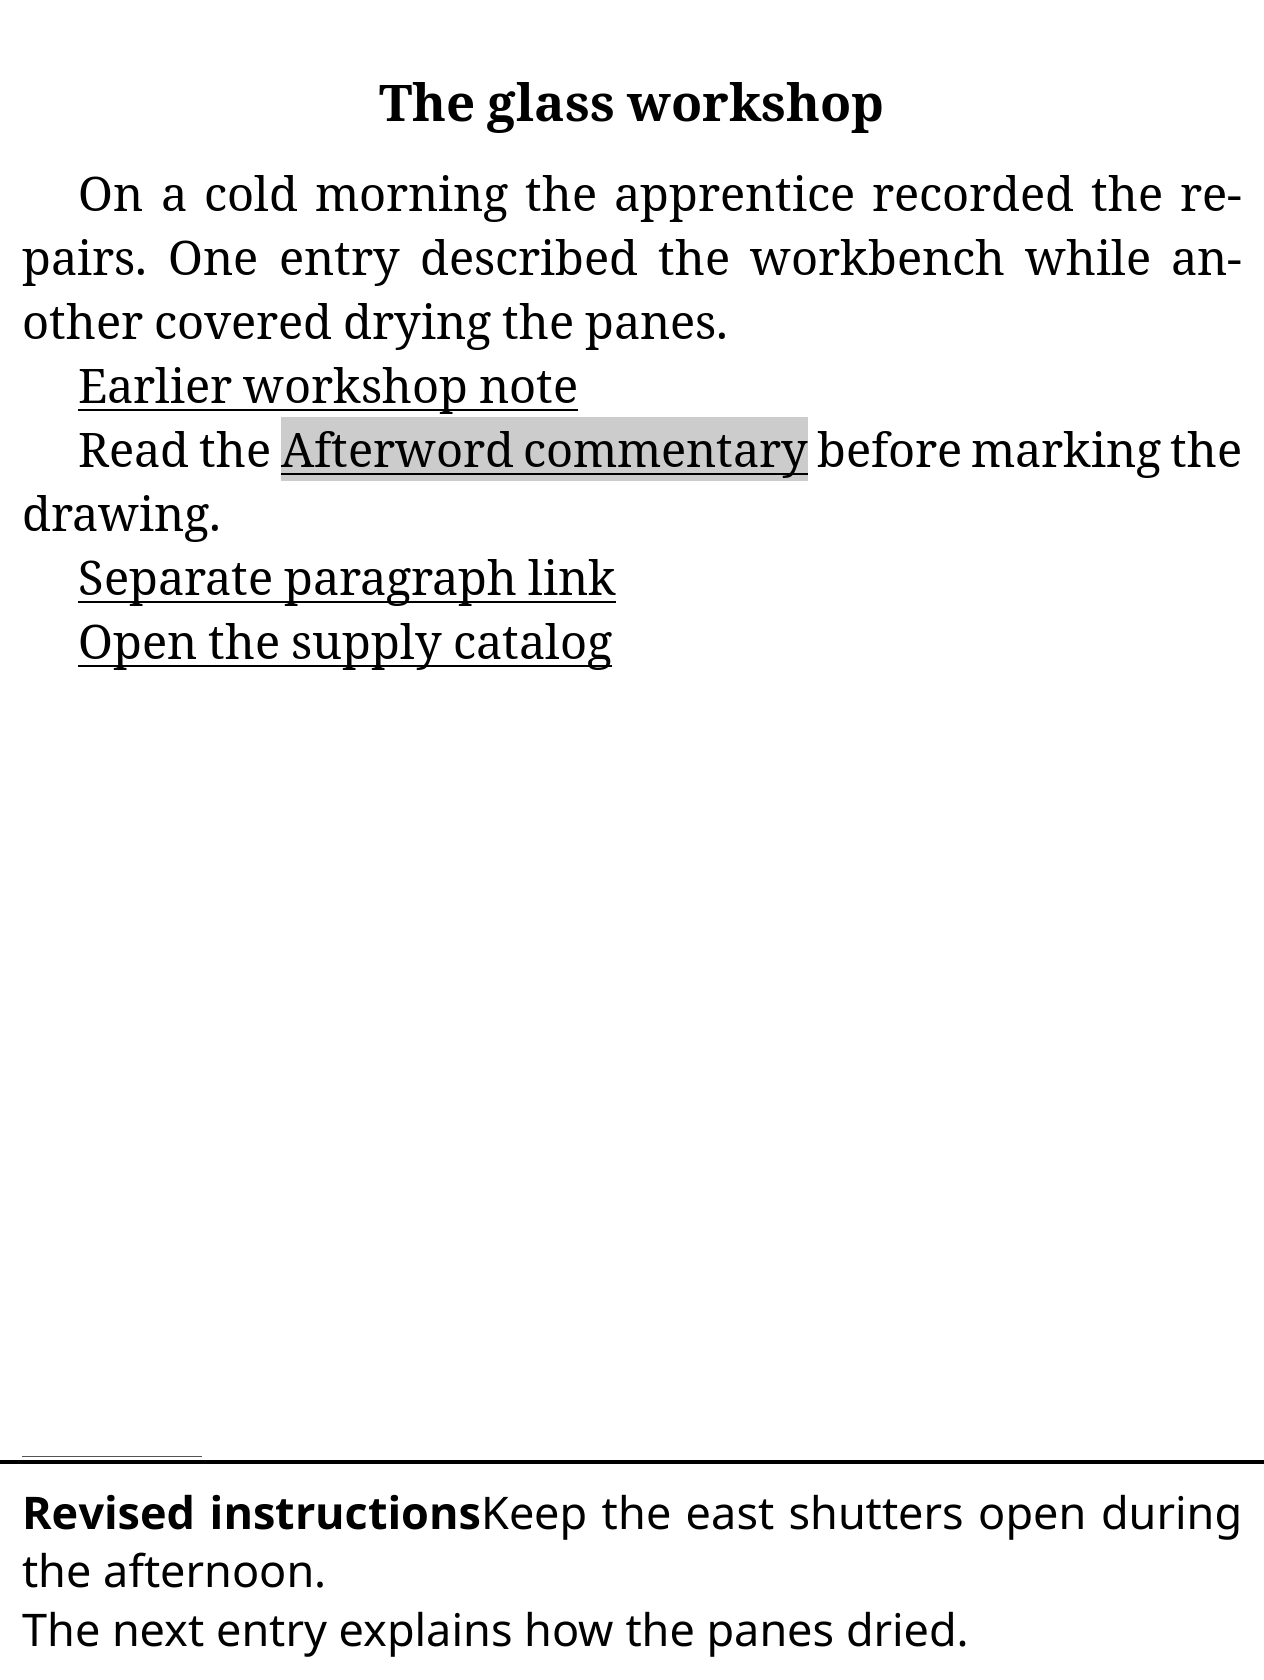 The glass workshop
On a cold morning the apprentice recorded the re-
pairs. One entry described the workbench while an-
other covered drying the panes.
Earlier workshop note
Read the Afterword commentary before marking the
drawing.
Separate paragraph link
Open the supply catalog
Revised instructionsKeep the east shutters open during
the afternoon.
The next entry explains how the panes dried.